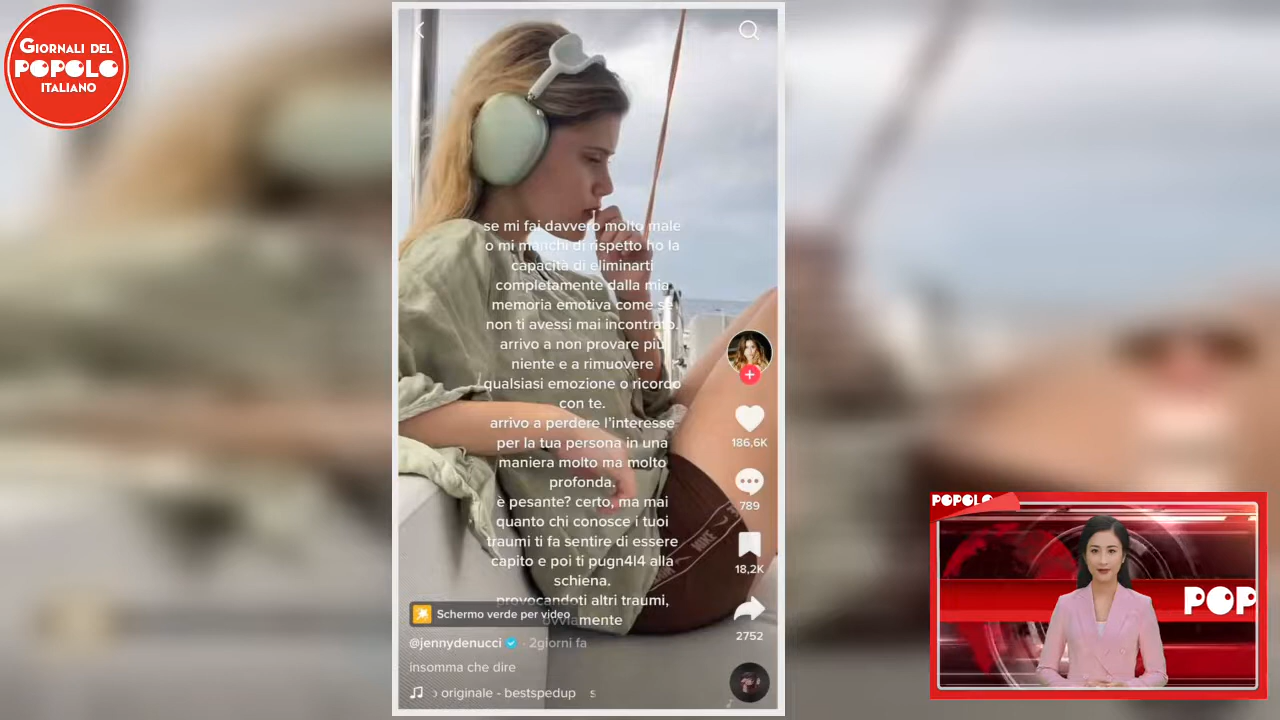 GIORNALI DEL
POPOLO
ITALIANO
se mi fai davvero molto male
o mi manchi di rispetto ho la
capacità di eliminarti
completamente dalla mia
memoria emotiva come se
non ti avessi mai incontrato.
arrivo a non provare più
niente e a rimuovere
qualsiasi emozione o ricordo
con te.
arrivo a perdere l'interesse
per la tua persona in una
maniera molto ma molto
profonda.
è pesante? certo, ma mai
quanto chi conosce i tuoi
traumi ti fa sentire di essere
capito e poi ti pugn4l4 alla
schiena.
provocandoti altri traumi,
ovviamente
186,6K
789
18,2K
2752
Schermo verde per video
@jennydenucci · 2giorni fa
insomma che dire
originale - bestspedup s
NIKE
POPOLO
POP